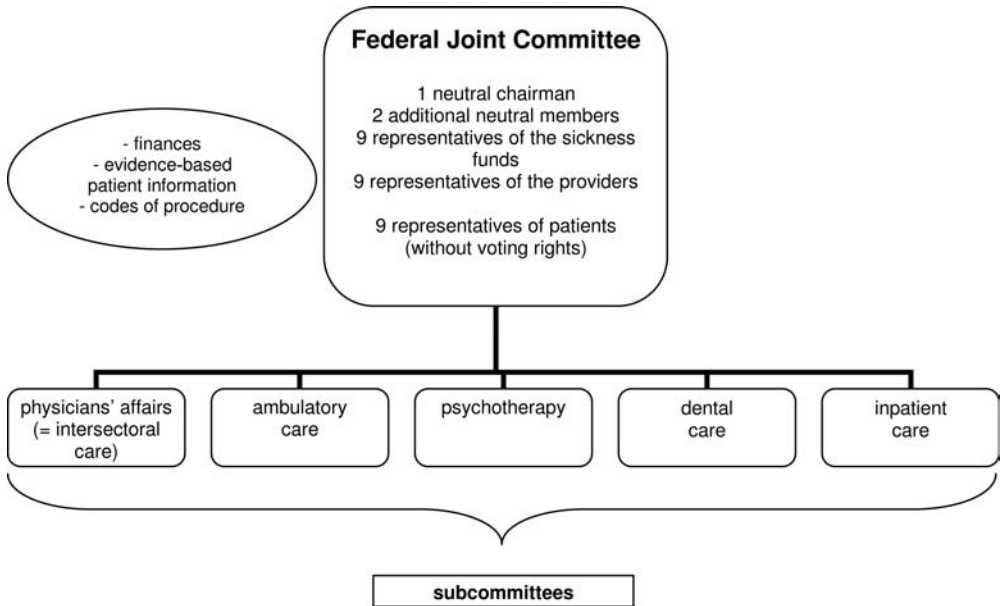 Federal Joint Committee
1 neutral chairman
2 additional neutral members
9 representatives of the sickness
funds
9 representatives of the providers
9 representatives of patients
(without voting rights)
- finances
- evidence-based
patient information
- codes of procedure
physicians’ affairs
(= intersectoral
care)
ambulatory
care
psychotherapy
dental
care
inpatient
care
subcommittees